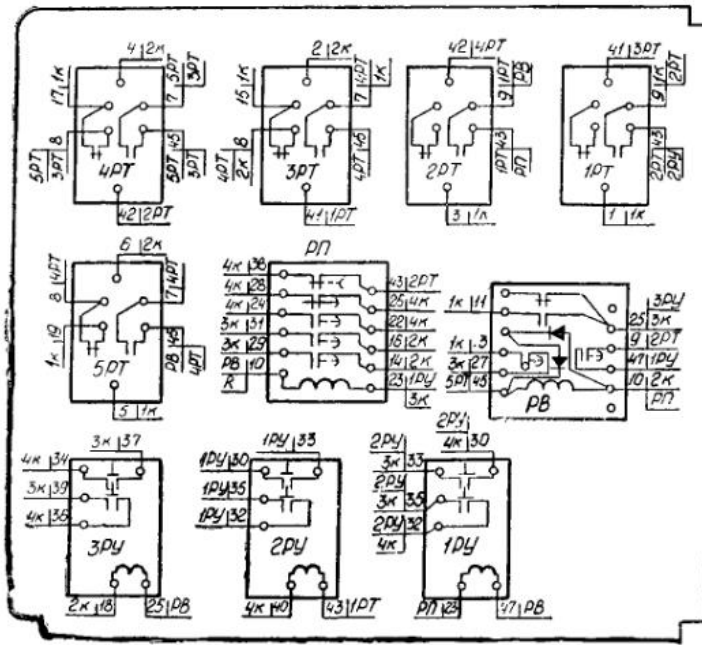 4 2к
17 1к
5РТ 3РТ
7
8
5РТ 3РТ
45
5РТ 3РТ
4РТ
42 2РТ
2 2к
15 1к
4РТ 1к
7
8
4РТ 2к
45
4РТ
3РТ
41 1РТ
42 4РТ
1РТ РВ
9
43
1РТ РП
2РТ
3 1к
41 3РТ
1к 2РТ
9
43
2РТ 2РУ
1РТ
1 1к
6 2к
8 4РТ
7 4РТ
1к 19
РВ 4РТ
5РТ
5 1к
РП
4к 38
4к 28
4к 24
3к 31
3к 29
РВ 10
R
43 2РТ
25 4к
22 4к
16 2к
14 2к
23 1РУ
3к
1к 11
1к 3
3к 27
5РТ 45
3РУ
25 3к
9 2РТ
47 1РУ
10 2к
РП
РВ
3к 37
4к 34
3к 39
4к 36
3РУ
2к 18
25 РВ
1РУ 33
1РУ 30
1РУ 35
1РУ 32
2РУ
4к 40
43 1РТ
2РУ
4к 30
2РУ
3к 33
2РУ
3к 35
2РУ 32
4к
1РУ
РП 23
47 РВ